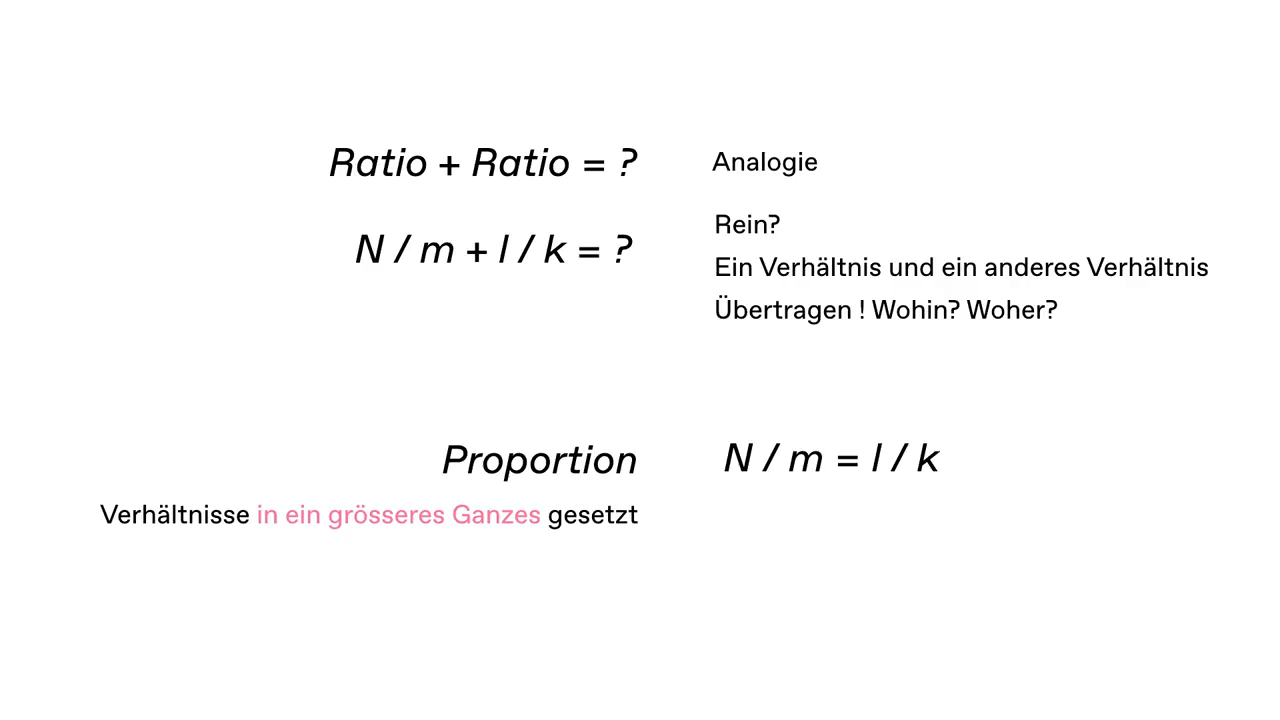 Ratio + Ratio = ?
Analogie
N / m + l / k = ?
Rein?
Ein Verhältnis und ein anderes Verhältnis
Übertragen ! Wohin? Woher?
Proportion
N / m = l / k
Verhältnisse in ein grösseres Ganzes gesetzt